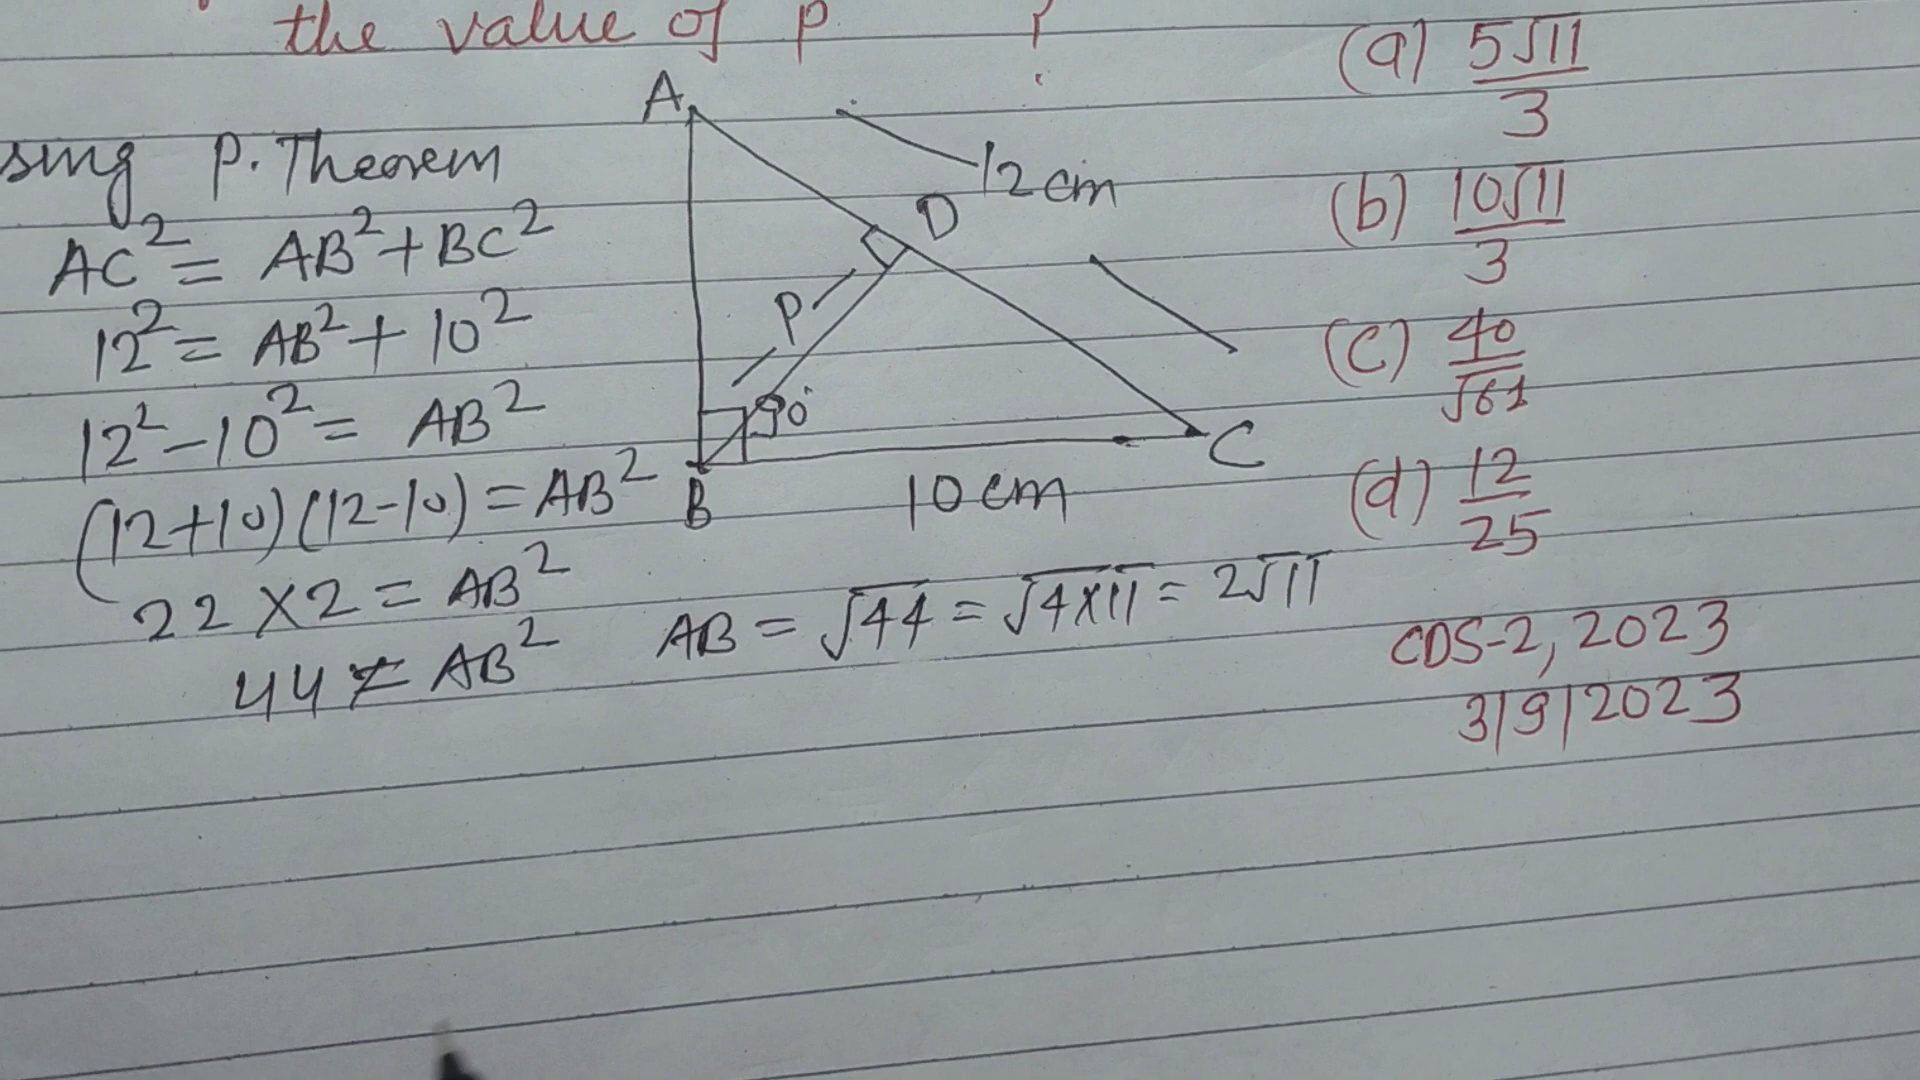 the value of p ?
(a) 5√11/3
(b) 10√11/3
(c) 40/√61
(d) 12/25
sing P. Theorem
AC² = AB² + BC²
12² = AB² + 10²
12² - 10² = AB²
(12+10)(12-10) = AB²
22 × 2 = AB²
44 = AB²
AB = √44 = √4×11 = 2√11
A
12 cm
D
P
90°
B
C
10 cm
CDS-2, 2023
3/9/2023